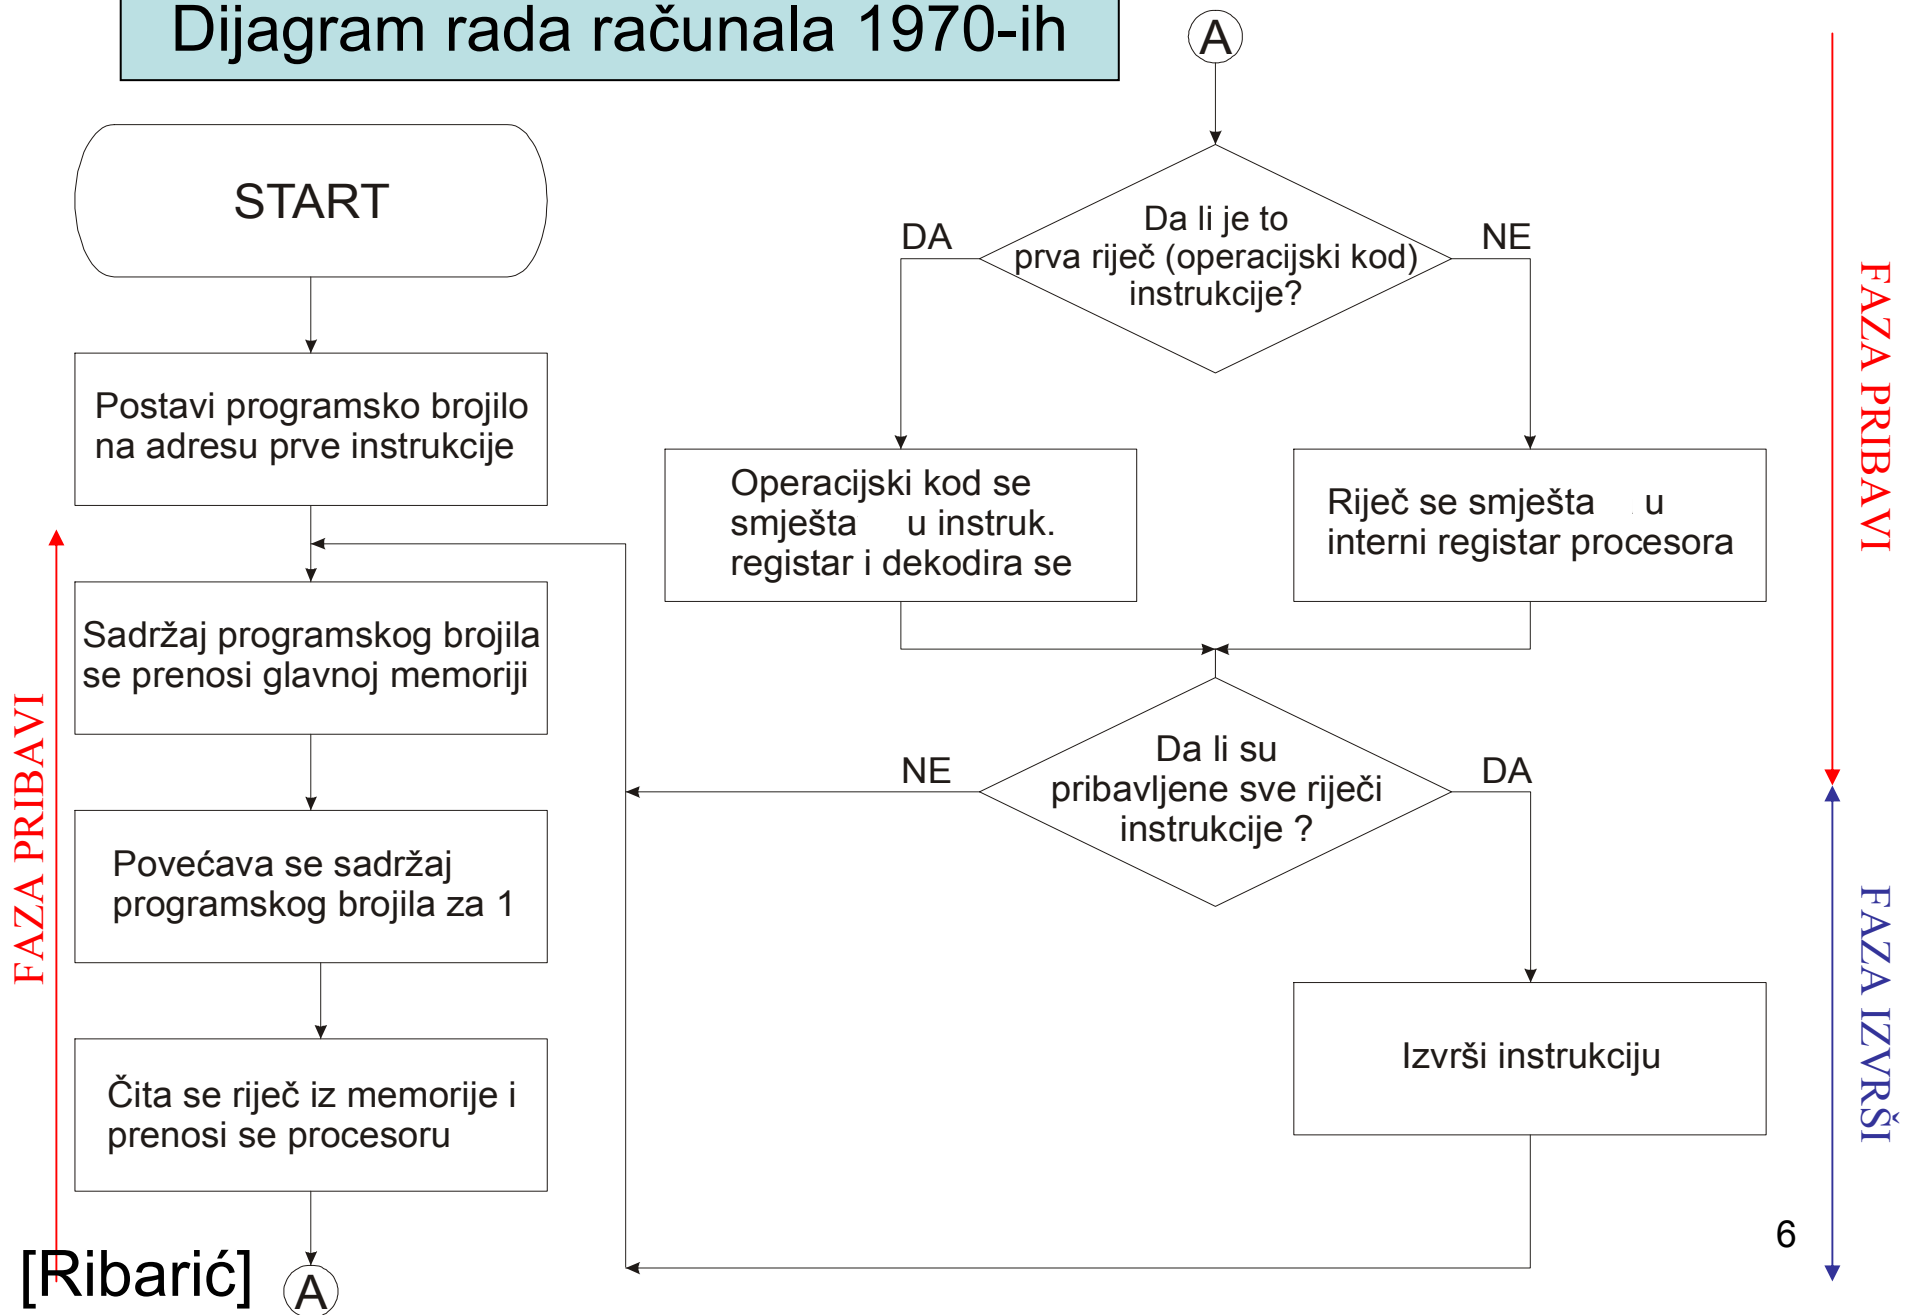 Dijagram rada računala 1970-ih
START
Postavi programsko brojilo
na adresu prve instrukcije
Sadržaj programskog brojila
se prenosi glavnoj memoriji
Povećava se sadržaj
programskog brojila za 1
Čita se riječ iz memorije i
prenosi se procesoru
A
FAZA PRIBAVI
[Ribarić]
A
Da li je to
prva riječ (operacijski kod)
instrukcije?
DA
NE
Operacijski kod se
smješta u instruk.
registar i dekodira se
Riječ se smješta u
interni registar procesora
Da li su
pribavljene sve riječi
instrukcije ?
NE
DA
Izvrši instrukciju
FAZA PRIBAVI
FAZA IZVRŠI
6